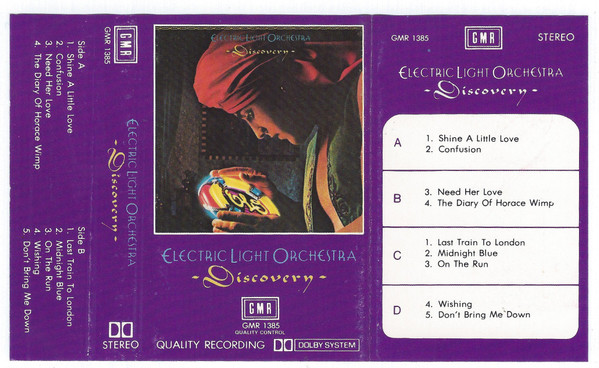 Side A
1. Shine A Little Love
2. Confusion
3. Need Her Love
4. The Diary Of Horace Wimp
Side B
1. Last Train To London
2. Midnight Blue
3. On The Run
4. Wishing
5. Don't Bring Me Down
GMR
GMR 1385
ELECTRIC LIGHT ORCHESTRA
- Discovery -
STEREO
ELECTRIC LIGHT ORCHESTRA
- Discovery -
ELECTRIC LIGHT ORCHESTRA
- Discovery -
GMR
GMR 1385
QUALITY CONTROL
QUALITY RECORDING DOLBY SYSTEM
GMR 1385 GMR STEREO
ELECTRIC LIGHT ORCHESTRA
- Discovery -
A
1. Shine A Little Love
2. Confusion
B
3. Need Her Love
4. The Diary Of Horace Wimp
C
1. Last Train To London
2. Midnight Blue
3. On The Run
D
4. Wishing
5. Don't Bring Me Down